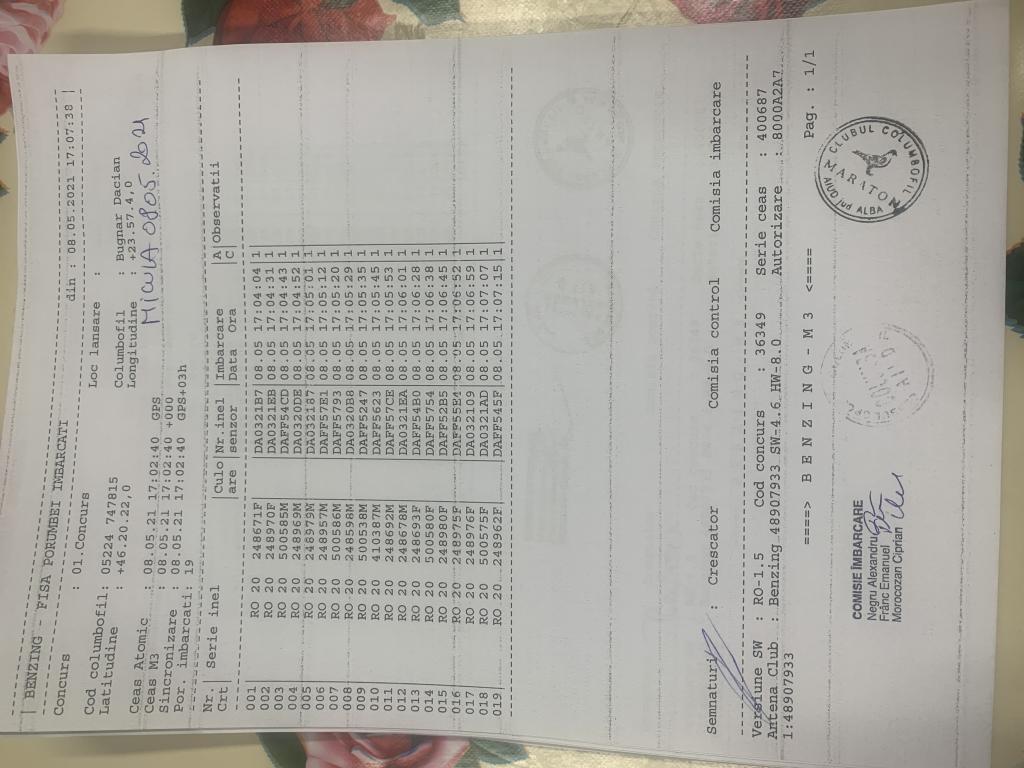 | BENZING - FISA PORUMBEI IMBARCATI din : 08.05.2021 17:07:38 |
Concurs : 01.Concurs Loc lansare :
Cod columbofil: 05224 747815 Columbofil : Bugnar Dacian
Latitudine : +46.20.22,0 Longitudine : +23.57.4,0
Ceas Atomic : 08.05.21 17:02:40 GPS
Ceas M3 : 08.05.21 17:02:40 +000
Sincronizare : 08.05.21 17:02:40 GPS+03h
Por. imbarcati: 19
08.05.2021
Nr.| Serie inel |Culo|Nr.inel |Imbarcare |A|Observatii
Crt| |are |senzor |Data Ora |C|
001 RO 20 248671F DA0321B7 08.05 17:04:04 1
002 RO 20 248970F DA0321EB 08.05 17:04:31 1
003 RO 20 500585M DAFF54CD 08.05 17:04:43 1
004 RO 20 248969M DA0320DE 08.05 17:04:52 1
005 RO 20 248979M DA032187 08.05 17:05:01 1
006 RO 20 248957M DAFF57E1 08.05 17:05:12 1
007 RO 20 500586M DAFF5793 08.05 17:05:20 1
008 RO 20 248598M DA0320B8 08.05 17:05:29 1
009 RO 20 500538M DAFF5247 08.05 17:05:35 1
010 RO 20 410387M DAFF5623 08.05 17:05:45 1
011 RO 20 248692M DAFF57CE 08.05 17:05:53 1
012 RO 20 248678M DA0321EA 08.05 17:06:01 1
013 RO 20 248693F DAFF54B0 08.05 17:06:28 1
014 RO 20 500580F DAFF5754 08.05 17:06:38 1
015 RO 20 248980F DAFF52B5 08.05 17:06:45 1
016 RO 20 248975F DAFF55E4 08.05 17:06:52 1
017 RO 20 248976F DA032109 08.05 17:06:59 1
018 RO 20 500575F DA0321AD 08.05 17:07:07 1
019 RO 20 248962F DAFF545F 08.05 17:07:15 1
Semnaturi : Crescator Comisia control Comisia imbarcare
Versiune SW : RO-1.5 Cod concurs : 36349 Serie ceas : 400687
Antena Club : Benzing 48907933 SW-4.6 HW-8.0 Autorizare : 8000A2A7
1:48907933
====> B E N Z I N G - M 3 <==== Pag. : 1/1
COMISIE ÎMBARCARE
Negru Alexandru
Frânc Emanuel
Morocozan Ciprian
CLUBUL COLUMBOFIL
MARATON
AIUD jud ALBA